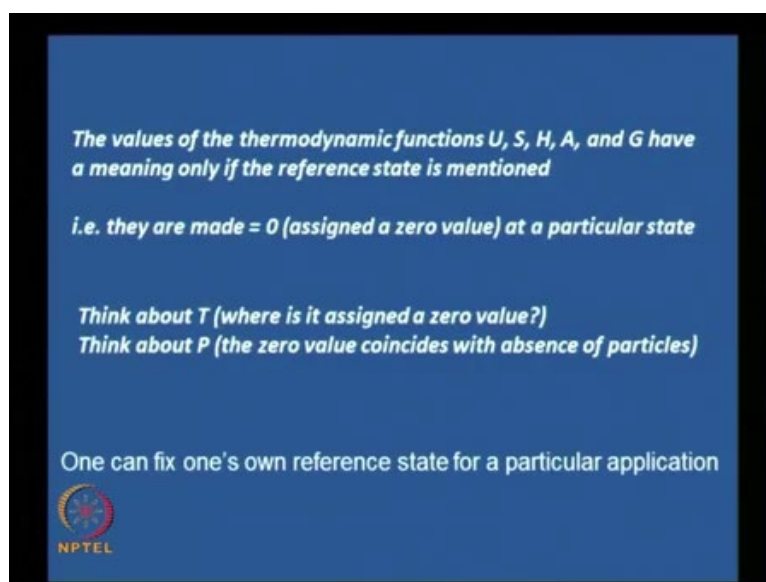 The values of the thermodynamic functions U, S, H, A, and G have
a meaning only if the reference state is mentioned
i.e. they are made = 0 (assigned a zero value) at a particular state
Think about T (where is it assigned a zero value?)
Think about P (the zero value coincides with absence of particles)
One can fix one's own reference state for a particular application
NPTEL